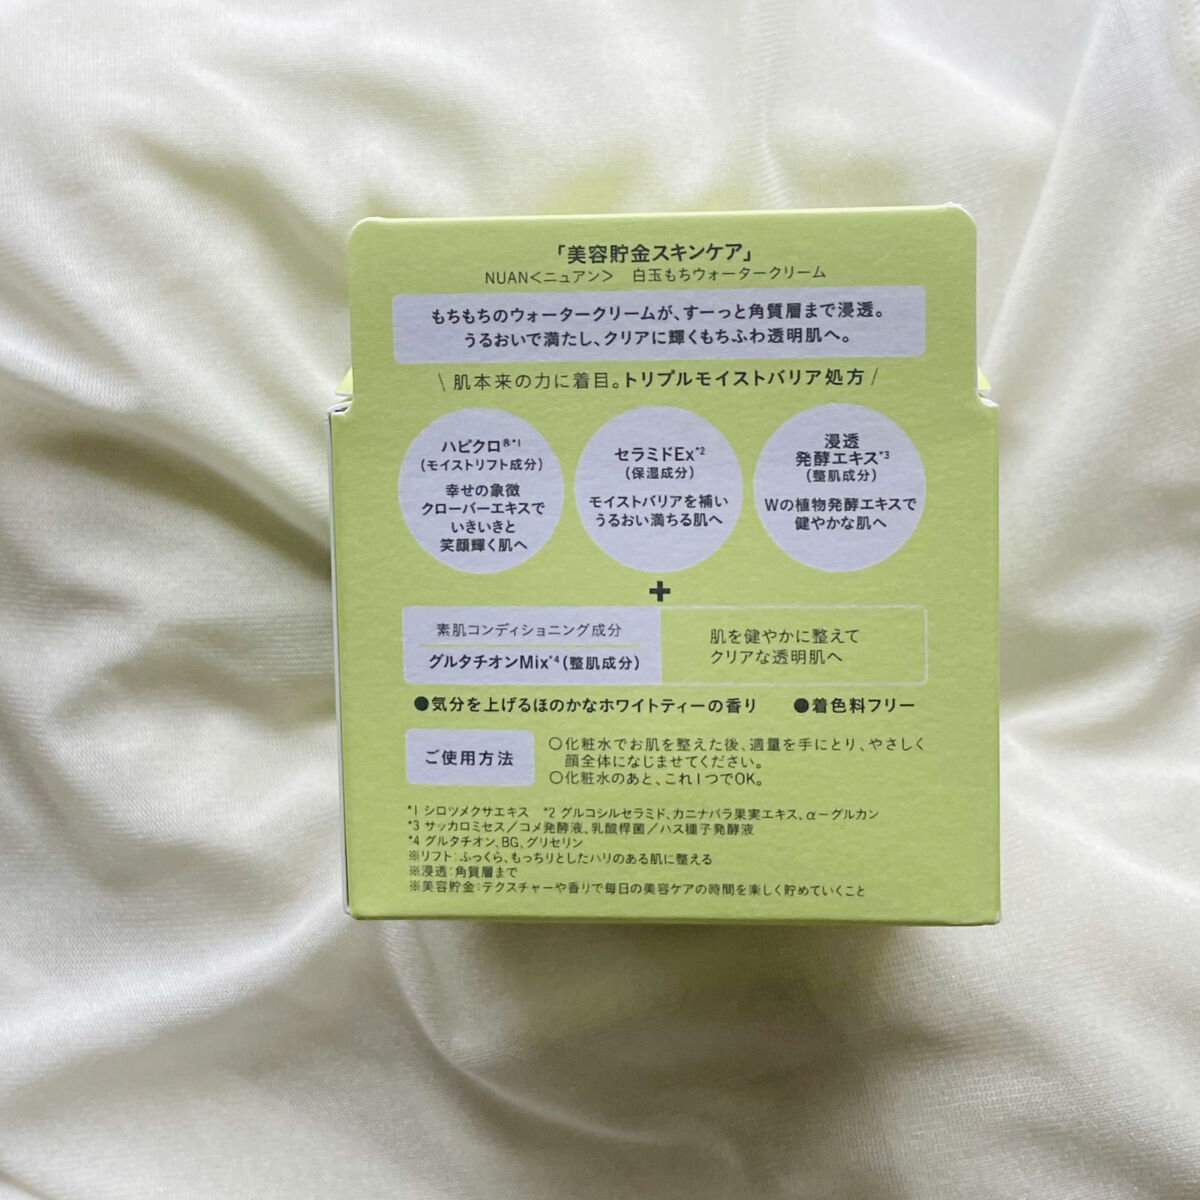 「美容貯金スキンケア」
NUAN<ニュアン> 白玉もちウォータークリーム
もちもちのウォータークリームが、すーっと角質層まで浸透。
うるおいで満たし、クリアに輝くもちふわ透明肌へ。
\ 肌本来の力に着目。トリプルモイストバリア処方 /
ハピクロ®*1
(モイストリフト成分)
幸せの象徴
クローバーエキスで
いきいきと
笑顔輝く肌へ
セラミドEx*2
(保湿成分)
モイストバリアを補い
うるおい満ちる肌へ
浸透
発酵エキス*3
(整肌成分)
Wの植物発酵エキスで
健やかな肌へ
+
素肌コンディショニング成分
グルタチオンMix*4(整肌成分)
肌を健やかに整えて
クリアな透明肌へ
●気分を上げるほのかなホワイトティーの香り ●着色料フリー
ご使用方法
○化粧水でお肌を整えた後、適量を手にとり、やさしく
顔全体になじませてください。
○化粧水のあと、これ1つでOK。
*1 シロツメクサエキス *2 グルコシルセラミド、カニナバラ果実エキス、α-グルカン
*3 サッカロミセス/コメ発酵液、乳酸桿菌/ハス種子発酵液
*4 グルタチオン、BG、グリセリン
※リフト:ふっくら、もっちりとしたハリのある肌に整える
※浸透:角質層まで
※美容貯金:テクスチャーや香りで毎日の美容ケアの時間を楽しく貯めていくこと